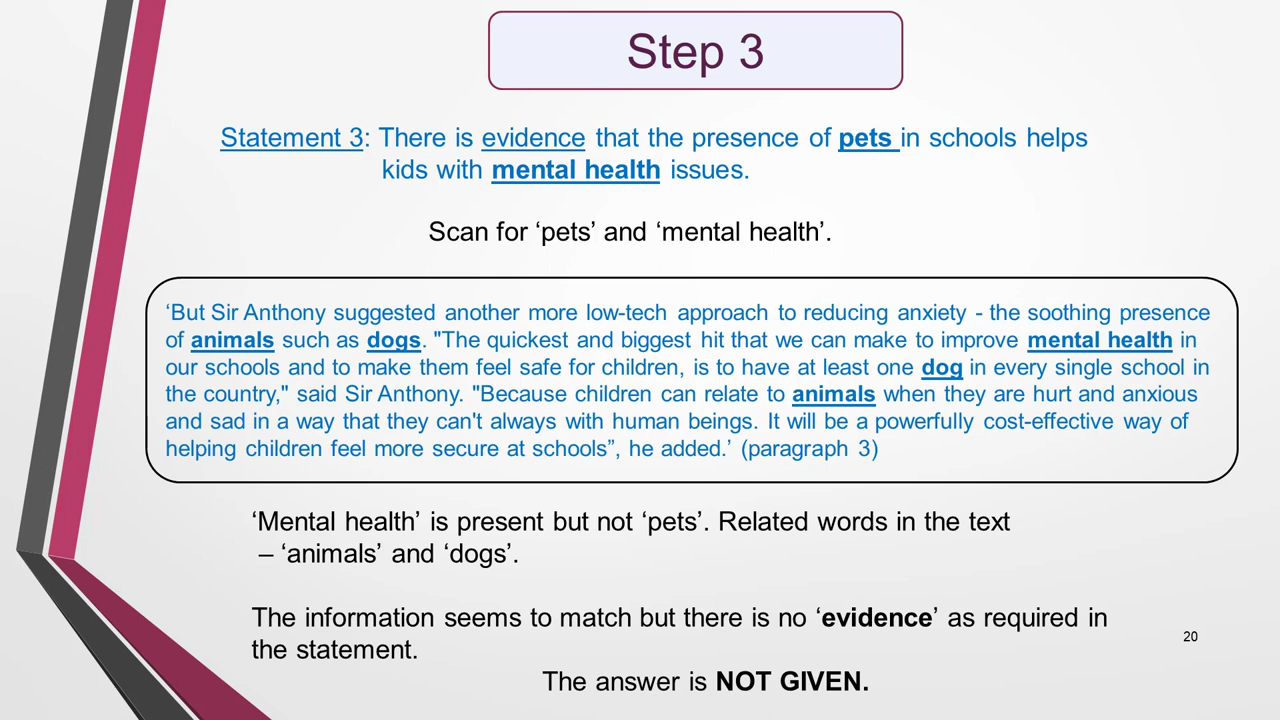 Step 3
Statement 3: There is evidence that the presence of pets in schools helps
kids with mental health issues.
Scan for ‘pets’ and ‘mental health’.
‘But Sir Anthony suggested another more low-tech approach to reducing anxiety - the soothing presence
of animals such as dogs. "The quickest and biggest hit that we can make to improve mental health in
our schools and to make them feel safe for children, is to have at least one dog in every single school in
the country," said Sir Anthony. "Because children can relate to animals when they are hurt and anxious
and sad in a way that they can't always with human beings. It will be a powerfully cost-effective way of
helping children feel more secure at schools”, he added.’ (paragraph 3)
‘Mental health’ is present but not ‘pets’. Related words in the text
– ‘animals’ and ‘dogs’.
The information seems to match but there is no ‘evidence’ as required in
the statement.
20
The answer is NOT GIVEN.